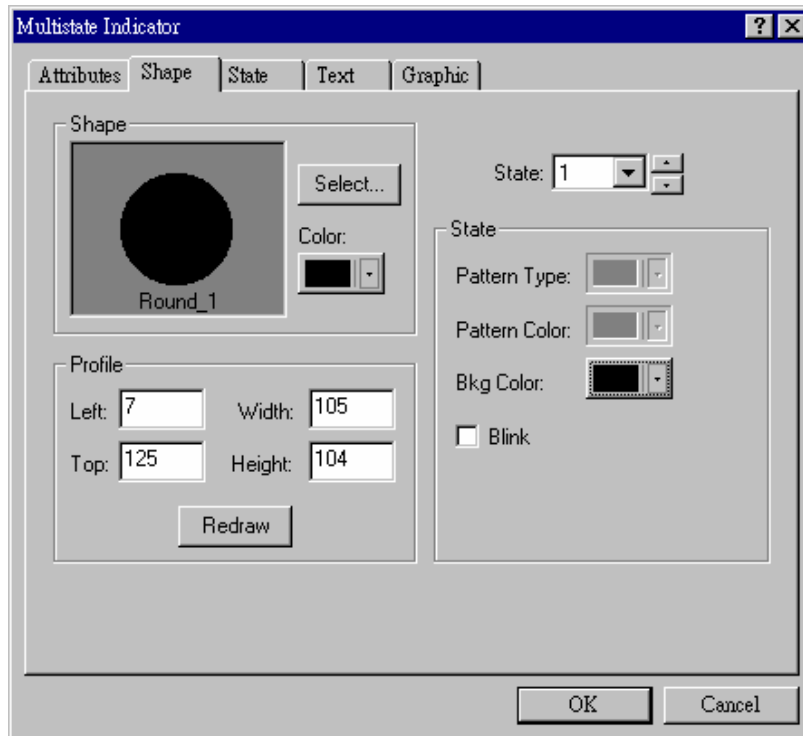 Multistate Indicator
Attributes Shape State Text Graphic
Shape
Round_1
Select...
Color:
State: 1
State
Pattern Type:
Pattern Color:
Bkg Color:
Blink
Profile
Left: 7 Width: 105
Top: 125 Height: 104
Redraw
OK Cancel